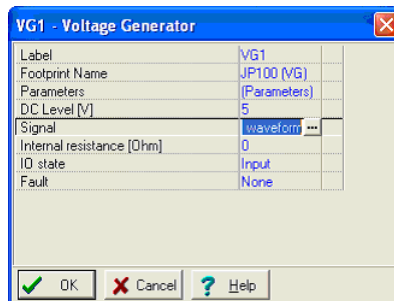 VG1 - Voltage Generator
Label VG1
Footprint Name JP100 (VG)
Parameters (Parameters)
DC Level [V] 5
Signal waveform ...
Internal resistance [Ohm] 0
IO state Input
Fault None
OK Cancel ? Help